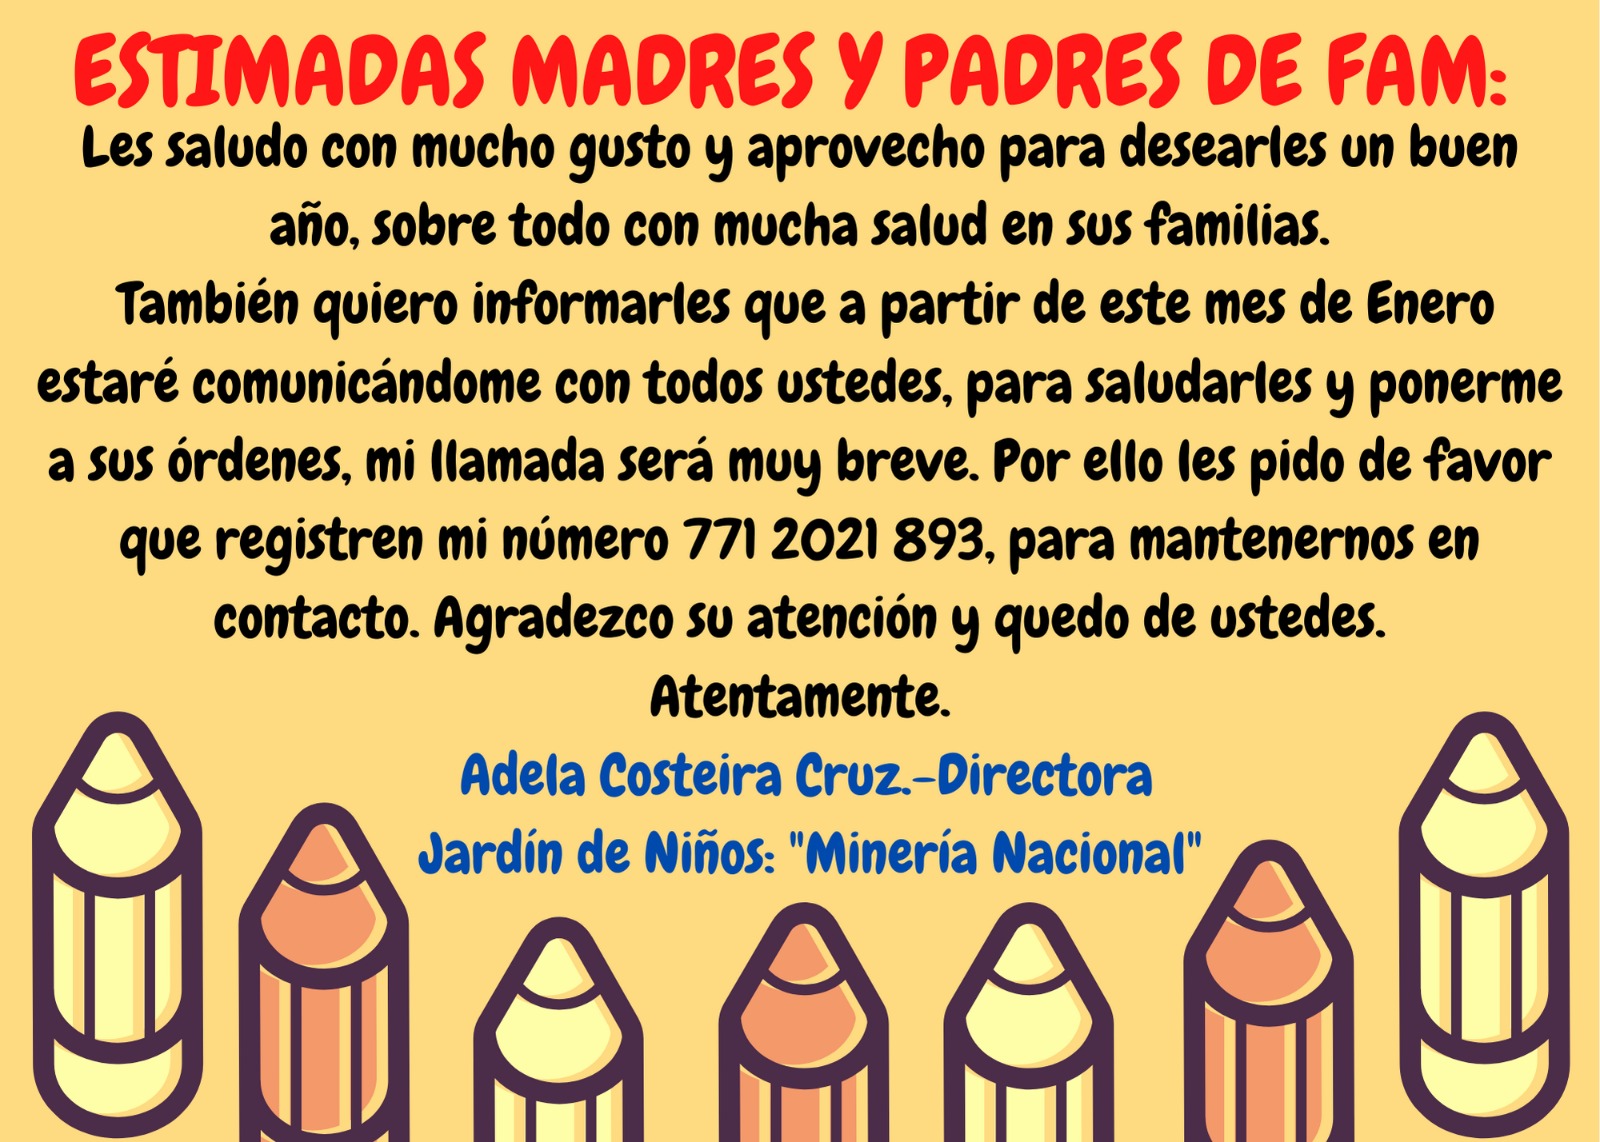 ESTIMADAS MADRES Y PADRES DE FAM:
Les saludo con mucho gusto y aprovecho para desearles un buen
año, sobre todo con mucha salud en sus familias.
También quiero informarles que a partir de este mes de Enero
estaré comunicándome con todos ustedes, para saludarles y ponerme
a sus órdenes, mi llamada será muy breve. Por ello les pido de favor
que registren mi número 771 2021 893, para mantenernos en
contacto. Agradezco su atención y quedo de ustedes.
Atentamente.
Adela Costeira Cruz.-Directora
Jardín de Niños: "Minería Nacional"